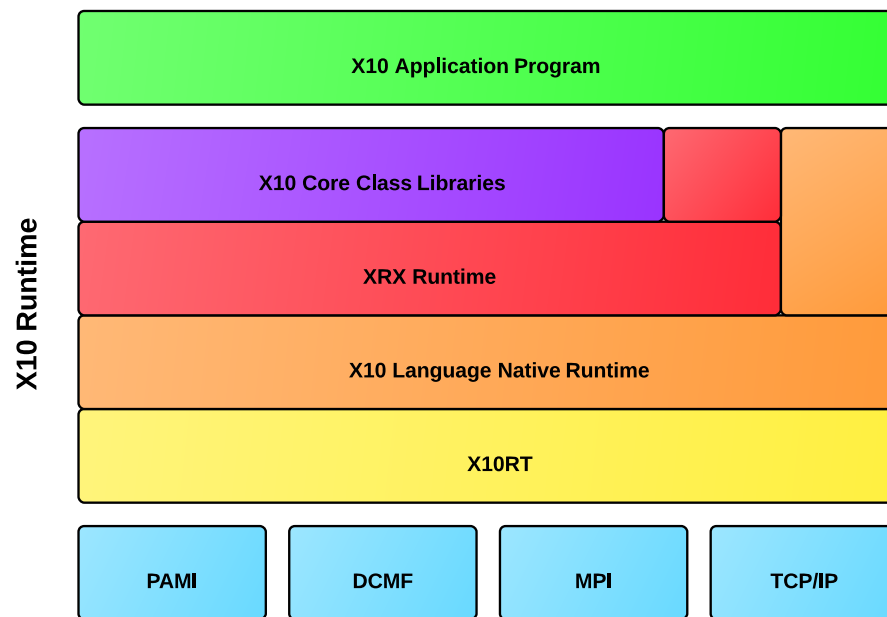 X10 Application Program
X10 Runtime
X10 Core Class Libraries
XRX Runtime
X10 Language Native Runtime
X10RT
PAMI
DCMF
MPI
TCP/IP